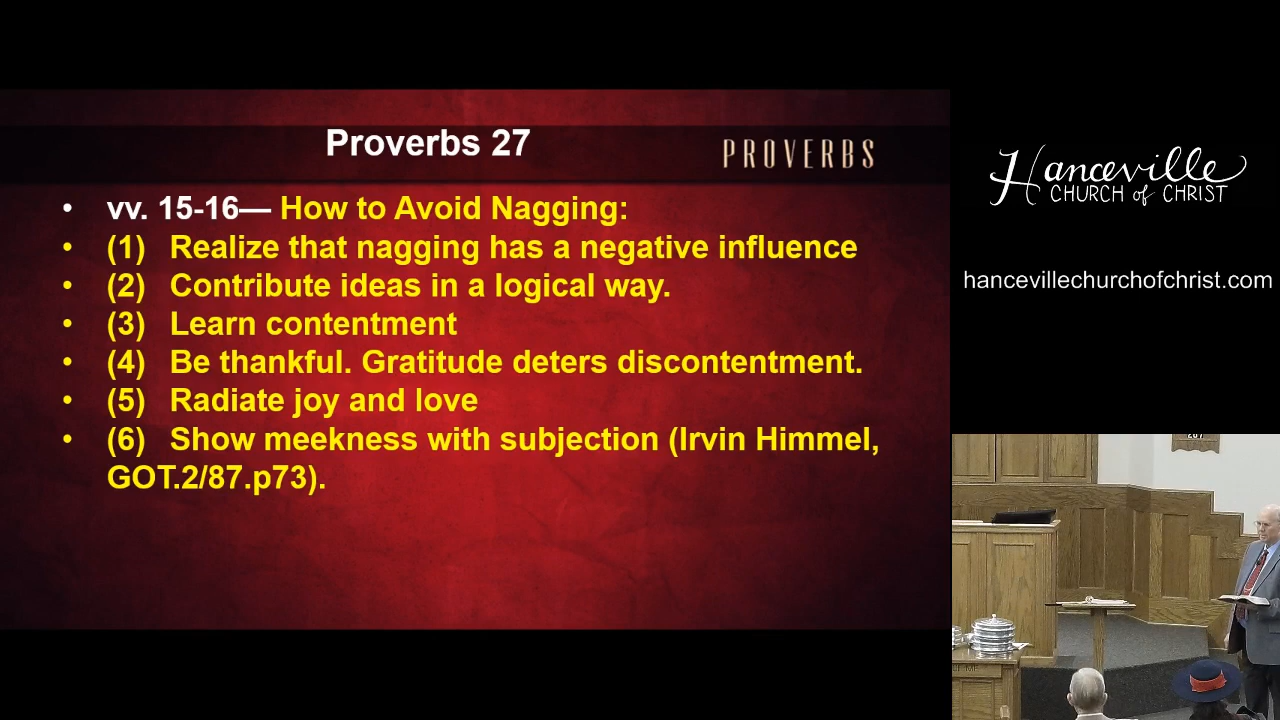 Proverbs 27
PROVERBS
• vv. 15-16— How to Avoid Nagging:
• (1) Realize that nagging has a negative influence
• (2) Contribute ideas in a logical way.
• (3) Learn contentment
• (4) Be thankful. Gratitude deters discontentment.
• (5) Radiate joy and love
• (6) Show meekness with subjection (Irvin Himmel,
GOT.2/87.p73).
Hanceville
CHURCH of CHRIST
hancevillechurchofchrist.com